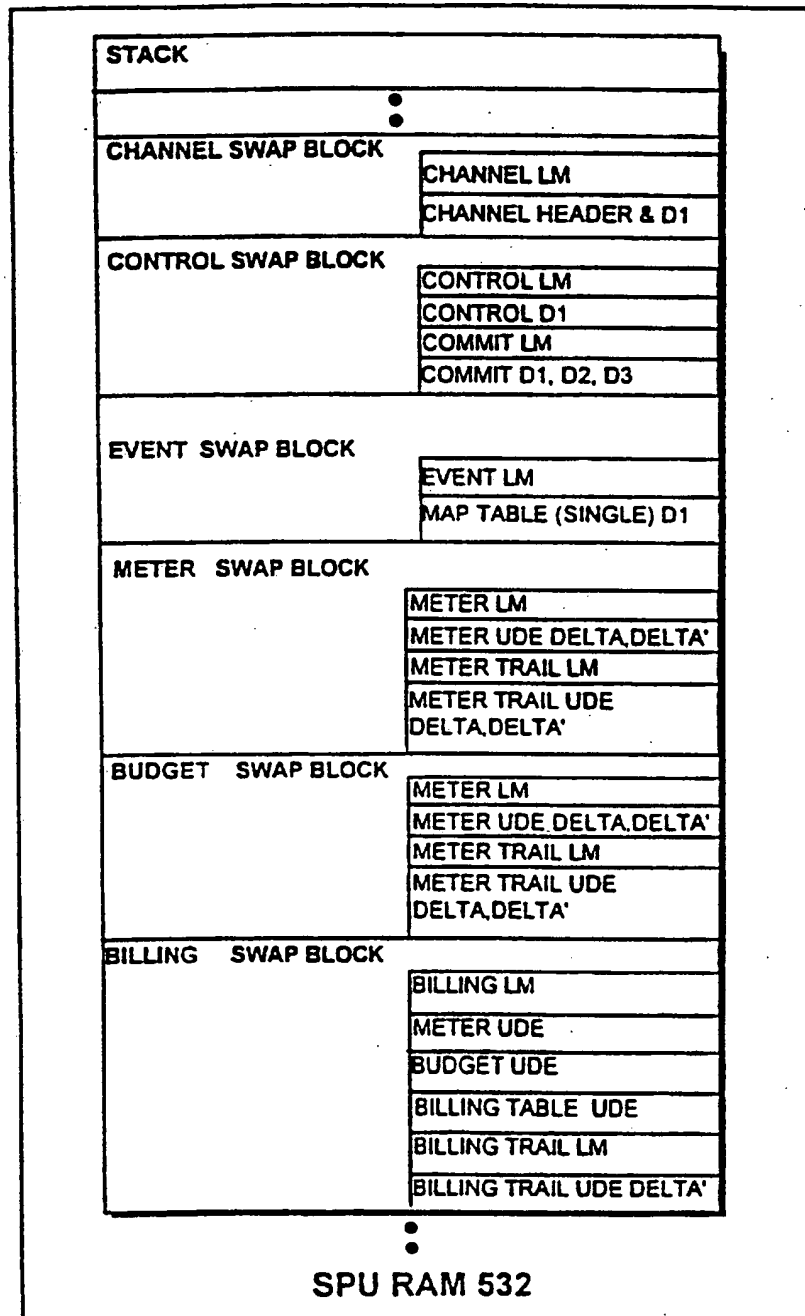 STACK
CHANNEL SWAP BLOCK
CHANNEL LM
CHANNEL HEADER & D1
CONTROL SWAP BLOCK
CONTROL LM
CONTROL D1
COMMIT LM
COMMIT D1, D2, D3
EVENT SWAP BLOCK
EVENT LM
MAP TABLE (SINGLE) D1
METER SWAP BLOCK
METER LM
METER UDE DELTA,DELTA'
METER TRAIL LM
METER TRAIL UDE
DELTA,DELTA'
BUDGET SWAP BLOCK
METER LM
METER UDE DELTA,DELTA'
METER TRAIL LM
METER TRAIL UDE
DELTA,DELTA'
BILLING SWAP BLOCK
BILLING LM
METER UDE
BUDGET UDE
BILLING TABLE UDE
BILLING TRAIL LM
BILLING TRAIL UDE DELTA'
SPU RAM 532